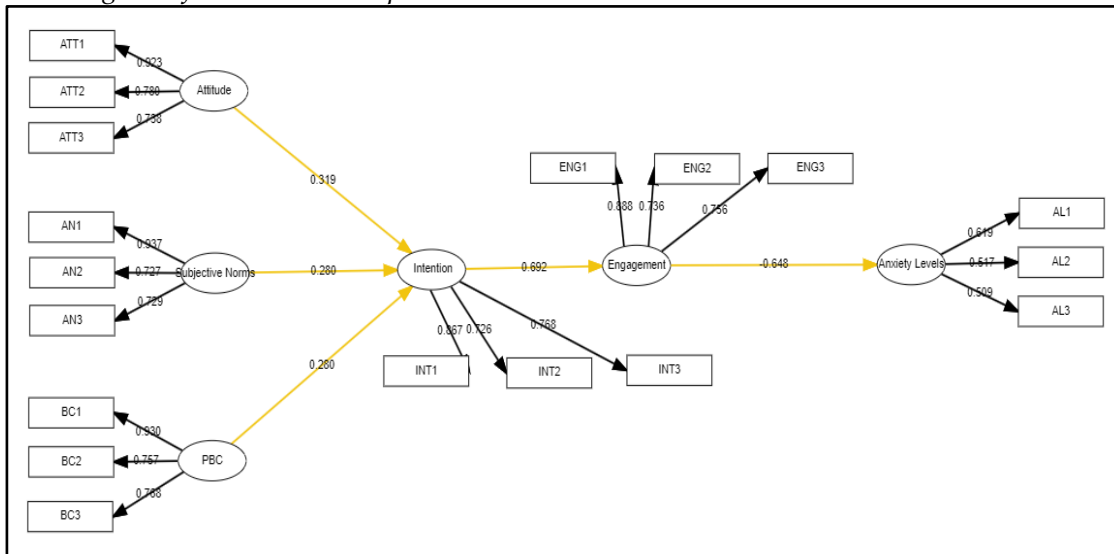 ATT1
0.923
ATT2
0.780
Attitude
ATT3
0.738
0.319
AN1
0.937
AN2
0.727
Subjective Norms
0.280
AN3
0.729
BC1
0.930
BC2
0.757
PBC
BC3
0.280
Intention
0.692
INT1
0.867
INT2
0.726
INT3
0.768
ENG1
0.888
ENG2
0.736
ENG3
0.756
Engagement
-0.648
Anxiety Levels
AL1
0.619
AL2
0.517
AL3
0.509